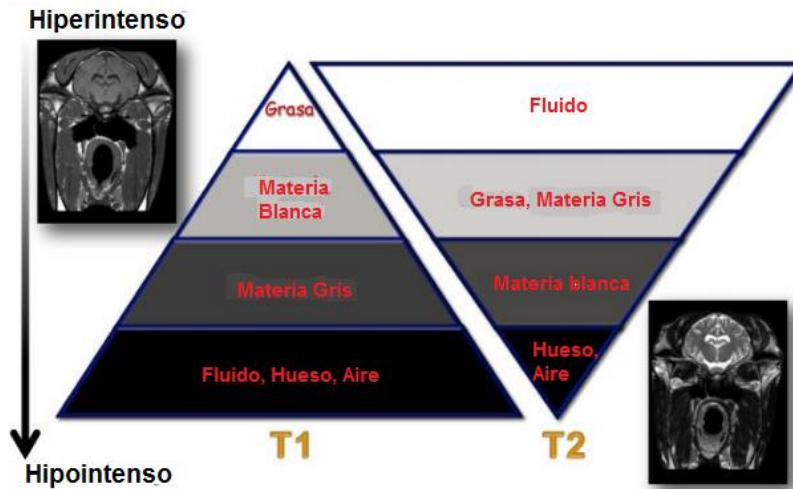 Hiperintenso
Grasa
Fluido
Materia
Blanca
Grasa, Materia Gris
Materia Gris
Materia blanca
Fluido, Hueso, Aire
Hueso,
Aire
T1
T2
Hipointenso